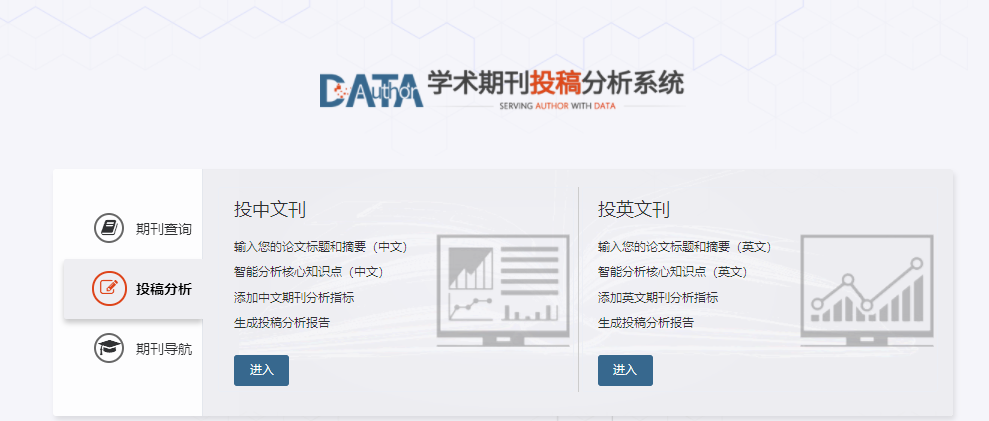 DATA Author 学术期刊投稿分析系统
SERVING AUTHOR WITH DATA
期刊查询
投稿分析
期刊导航
投中文刊
输入您的论文标题和摘要（中文）
智能分析核心知识点（中文）
添加中文期刊分析指标
生成投稿分析报告
进入
投英文刊
输入您的论文标题和摘要（英文）
智能分析核心知识点（英文）
添加英文期刊分析指标
生成投稿分析报告
进入